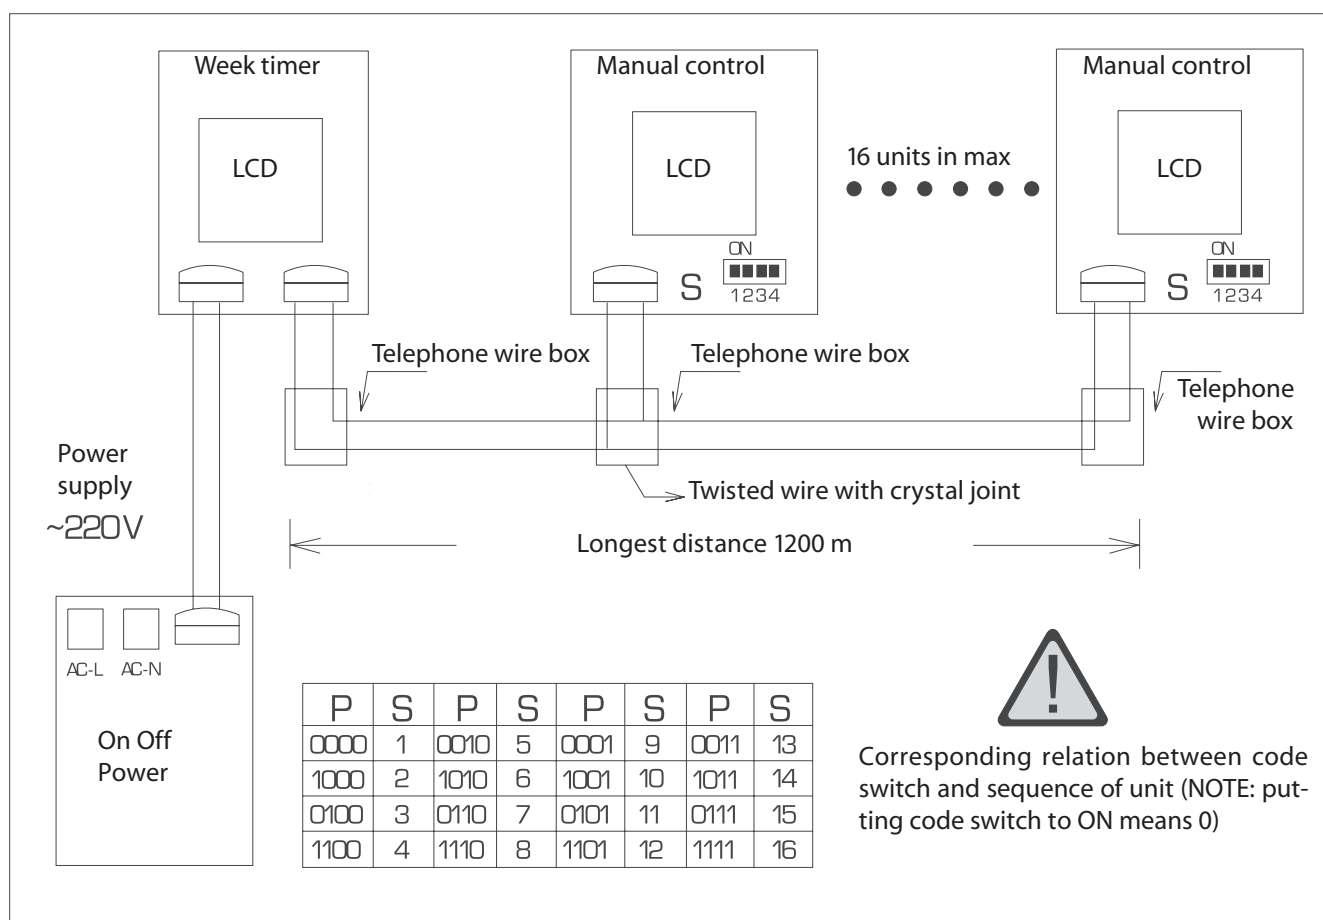 Week timer
Manual control
Manual control
LCD
LCD
16 units in max
LCD
ON
ON
S
1234
S
1234
Telephone wire box
Telephone wire box
Telephone
wire box
Power
supply
~220V
Twisted wire with crystal joint
Longest distance 1200 m
AC-L AC-N
On Off
Power
P S P S P S P S
0000 1 0010 5 0001 9 0011 13
1000 2 1010 6 1001 10 1011 14
0100 3 0110 7 0101 11 0111 15
1100 4 1110 8 1101 12 1111 16
!
Corresponding relation between code
switch and sequence of unit (NOTE: put-
ting code switch to ON means 0)